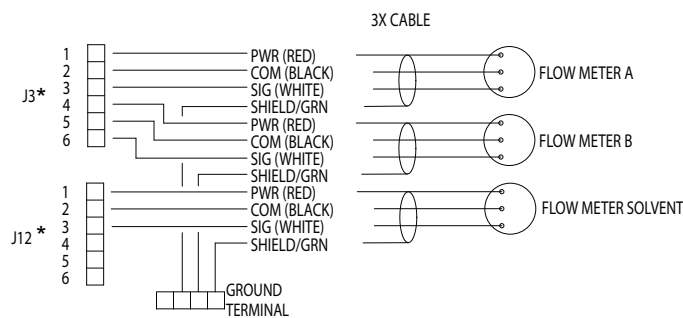 3X CABLE
J3*
1
2
3
4
5
6
PWR (RED)
COM (BLACK)
SIG (WHITE)
SHIELD/GRN
PWR (RED)
COM (BLACK)
SIG (WHITE)
SHIELD/GRN
FLOW METER A
FLOW METER B
J12 *
1
2
3
4
5
6
PWR (RED)
COM (BLACK)
SIG (WHITE)
SHIELD/GRN
FLOW METER SOLVENT
GROUND
TERMINAL